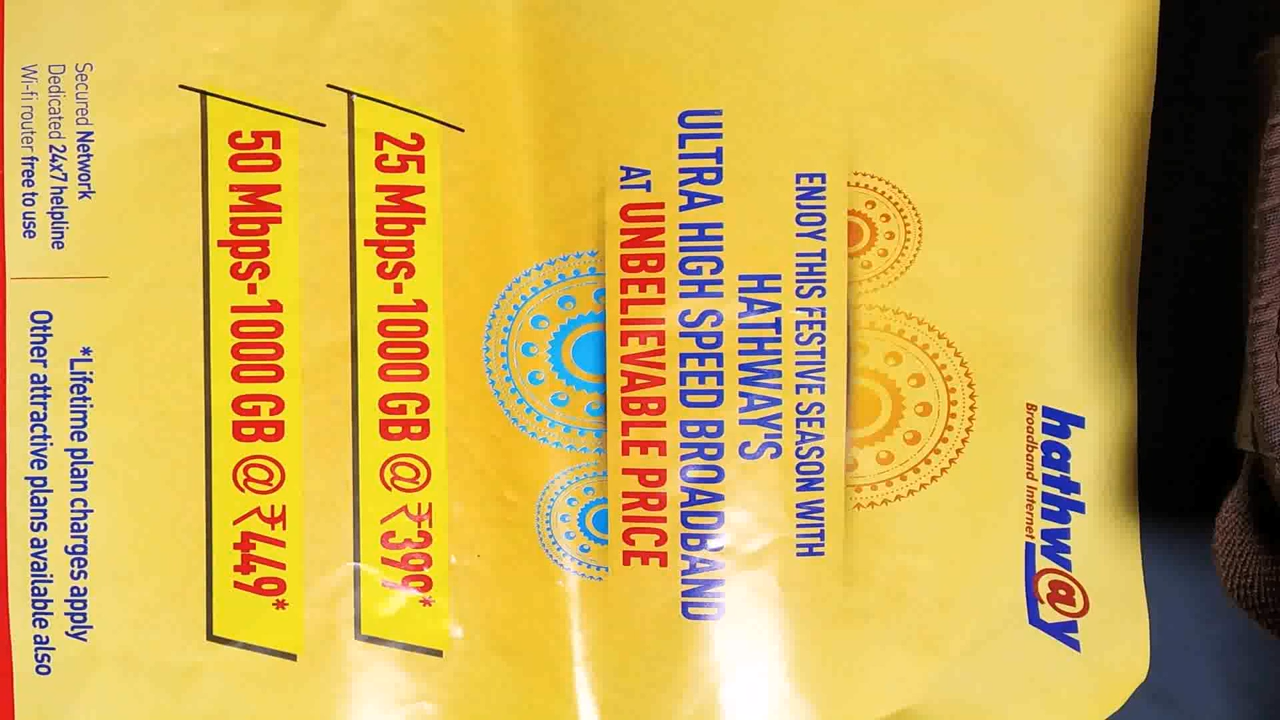 hathw@y
Broadband Internet
ENJOY THIS FESTIVE SEASON WITH
HATHWAY'S
ULTRA HIGH SPEED BROADBAND
AT UNBELIEVABLE PRICE
25 Mbps-1000 GB @ ₹399*
50 Mbps-1000 GB @ ₹449*
Secured Network
Dedicated 24x7 helpline
Wi-fi router free to use
*Lifetime plan charges apply
Other attractive plans available also